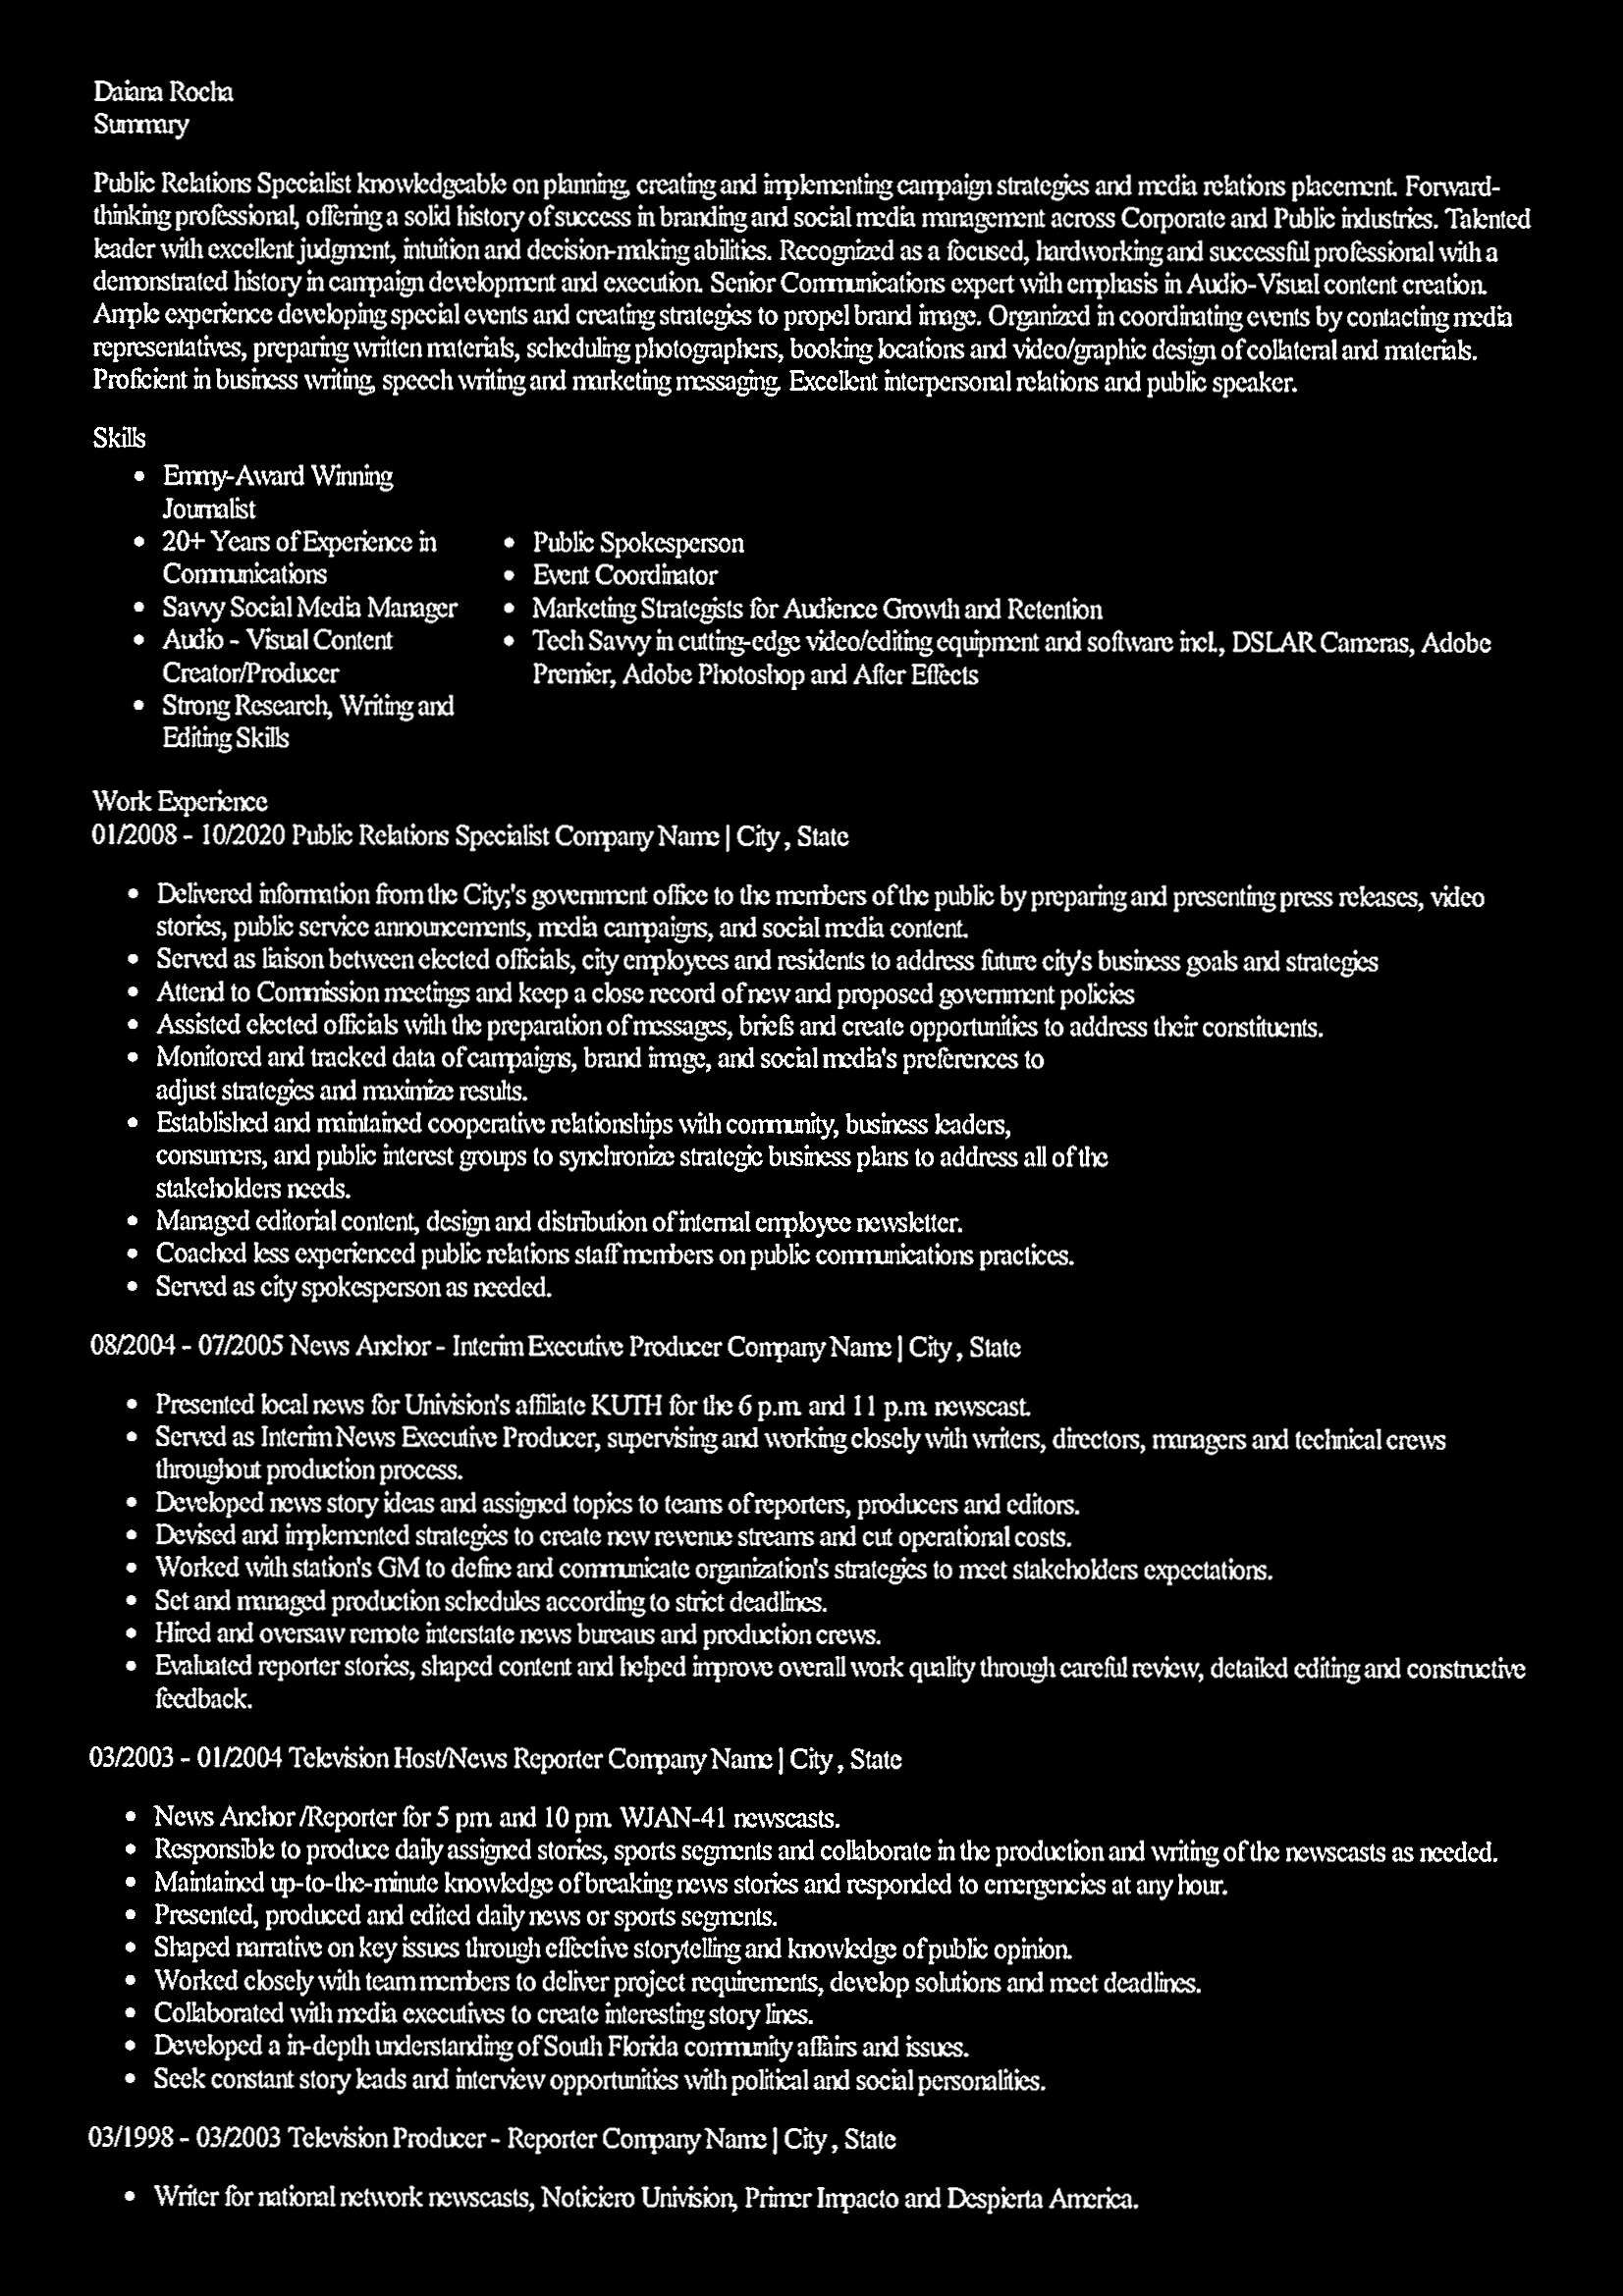 Daiana Rocha
Summary
Public Relations Specialist knowledgeable on planning, creating and implementing campaign strategies and media relations placement. Forward-
thinking professional, offering a solid history of success in branding and social media management across Corporate and Public industries. Talented
leader with excellent judgment, intuition and decision-making abilities. Recognized as a focused, hardworking and successful professional with a
demonstrated history in campaign development and execution. Senior Communications expert with emphasis in Audio-Visual content creation.
Ample experience developing special events and creating strategies to propel brand image. Organized in coordinating events by contacting media
representatives, preparing written materials, scheduling photographers, booking locations and video/graphic design of collateral and materials.
Proficient in business writing, speech writing and marketing messaging. Excellent interpersonal relations and public speaker.
Skills
• Emmy-Award Winning
Journalist
• 20+ Years of Experience in
Communications
• Savvy Social Media Manager
• Audio - Visual Content
Creator/Producer
• Strong Research, Writing and
Editing Skills
• Public Spokesperson
• Event Coordinator
• Marketing Strategists for Audience Growth and Retention
• Tech Savvy in cutting-edge video/editing equipment and software incl., DSLAR Cameras, Adobe
Premier, Adobe Photoshop and After Effects
Work Experience
01/2008 - 10/2020 Public Relations Specialist Company Name | City , State
• Delivered information from the City;'s government office to the members of the public by preparing and presenting press releases, video
stories, public service announcements, media campaigns, and social media content.
• Served as liaison between elected officials, city employees and residents to address future city's business goals and strategies
• Attend to Commission meetings and keep a close record of new and proposed government policies
• Assisted elected officials with the preparation of messages, briefs and create opportunities to address their constituents.
• Monitored and tracked data of campaigns, brand image, and social media's preferences to
adjust strategies and maximize results.
• Established and maintained cooperative relationships with community, business leaders,
consumers, and public interest groups to synchronize strategic business plans to address all of the
stakeholders needs.
• Managed editorial content, design and distribution of internal employee newsletter.
• Coached less experienced public relations staff members on public communications practices.
• Served as city spokesperson as needed.
08/2004 - 07/2005 News Anchor - Interim Executive Producer Company Name | City , State
• Presented local news for Univision's affiliate KUTH for the 6 p.m. and 11 p.m. newscast.
• Served as Interim News Executive Producer, supervising and working closely with writers, directors, managers and technical crews
throughout production process.
• Developed news story ideas and assigned topics to teams of reporters, producers and editors.
• Devised and implemented strategies to create new revenue streams and cut operational costs.
• Worked with station's GM to define and communicate organization's strategies to meet stakeholders expectations.
• Set and managed production schedules according to strict deadlines.
• Hired and oversaw remote interstate news bureaus and production crews.
• Evaluated reporter stories, shaped content and helped improve overall work quality through careful review, detailed editing and constructive
feedback.
03/2003 - 01/2004 Television Host/News Reporter Company Name | City , State
• News Anchor /Reporter for 5 pm. and 10 pm. WJAN-41 newscasts.
• Responsible to produce daily assigned stories, sports segments and collaborate in the production and writing of the newscasts as needed.
• Maintained up-to-the-minute knowledge of breaking news stories and responded to emergencies at any hour.
• Presented, produced and edited daily news or sports segments.
• Shaped narrative on key issues through effective storytelling and knowledge of public opinion.
• Worked closely with team members to deliver project requirements, develop solutions and meet deadlines.
• Collaborated with media executives to create interesting story lines.
• Developed a in-depth understanding of South Florida community affairs and issues.
• Seek constant story leads and interview opportunities with political and social personalities.
03/1998 - 03/2003 Television Producer - Reporter Company Name | City , State
• Writer for national network newscasts, Noticiero Univision, Primer Impacto and Despierta America.